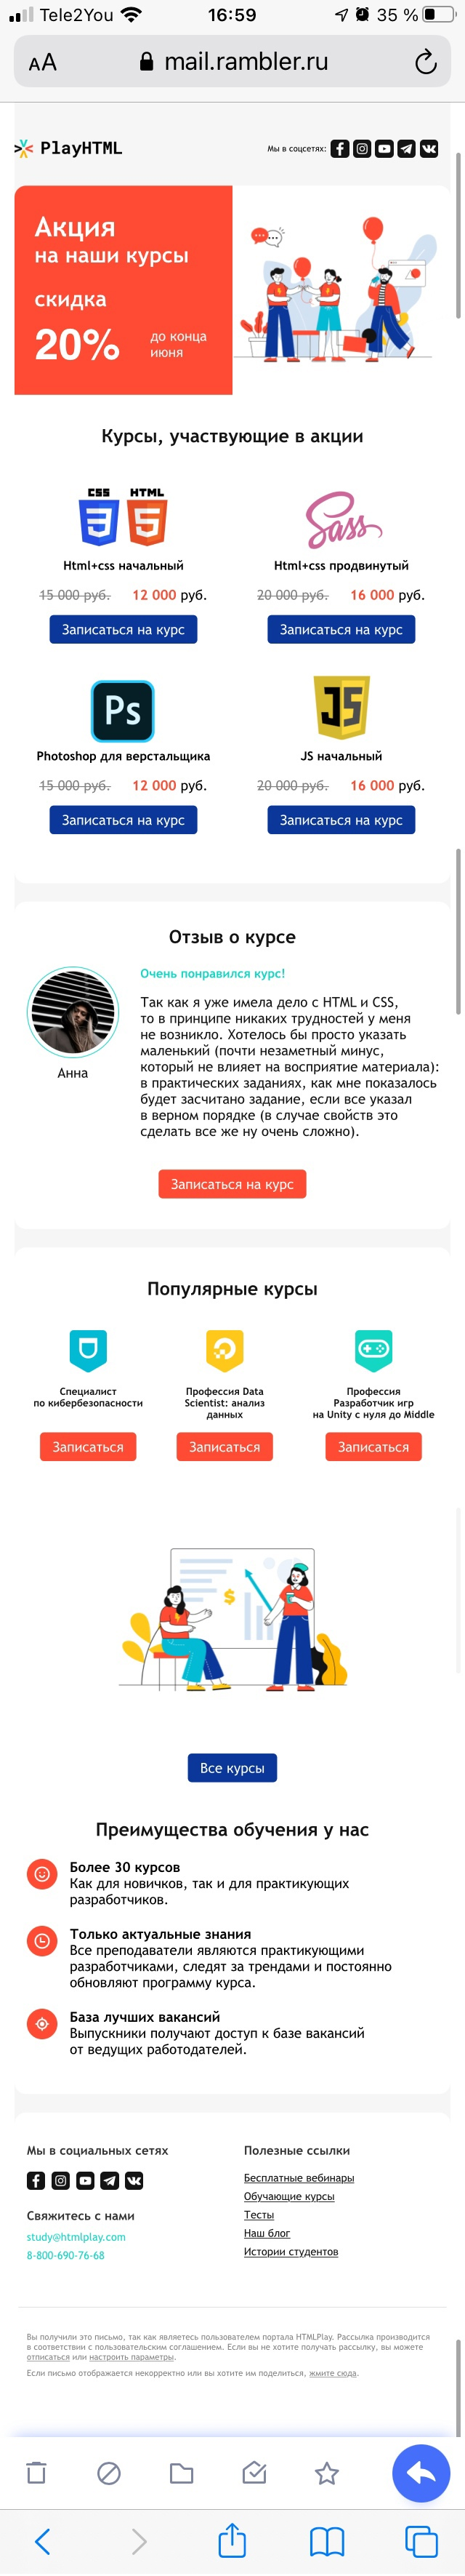 Tele2You 16:59 35 %
AA mail.rambler.ru
PlayHTML Мы в соцсетях:
Акция
на наши курсы
скидка
20% до конца
июня
Курсы, участвующие в акции
CSS HTML
3 5
Sass
Html+css начальный
Html+css продвинутый
15 000 руб. 12 000 руб.
20 000 руб. 16 000 руб.
Записаться на курс
Записаться на курс
Ps
JS
Photoshop для верстальщика
JS начальный
15 000 руб. 12 000 руб.
20 000 руб. 16 000 руб.
Записаться на курс
Записаться на курс
Отзыв о курсе
Анна
Очень понравился курс!
Так как я уже имела дело с HTML и CSS,
то в принципе никаких трудностей у меня
не возникло. Хотелось бы просто указать
маленький (почти незаметный минус,
который не влияет на восприятие материала):
в практических заданиях, как мне показалось
будет засчитано задание, если все указал
в верном порядке (в случае свойств это
сделать все же ну очень сложно).
Записаться на курс
Популярные курсы
Специалист
по кибербезопасности
Профессия Data
Scientist: анализ
данных
Профессия
Разработчик игр
на Unity с нуля до Middle
Записаться
Записаться
Записаться
$
Все курсы
Преимущества обучения у нас
Более 30 курсов
Как для новичков, так и для практикующих
разработчиков.
Только актуальные знания
Все преподаватели являются практикующими
разработчиками, следят за трендами и постоянно
обновляют программу курса.
База лучших вакансий
Выпускники получают доступ к базе вакансий
от ведущих работодателей.
Мы в социальных сетях
Свяжитесь с нами
study@htmlplay.com
8-800-690-76-68
Полезные ссылки
Бесплатные вебинары
Обучающие курсы
Тесты
Наш блог
Истории студентов
Вы получили это письмо, так как являетесь пользователем портала HTMLPlay. Рассылка производится
в соответствии с пользовательским соглашением. Если вы не хотите получать рассылку, вы можете
отписаться или настроить параметры.
Если письмо отображается некорректно или вы хотите им поделиться, жмите сюда.